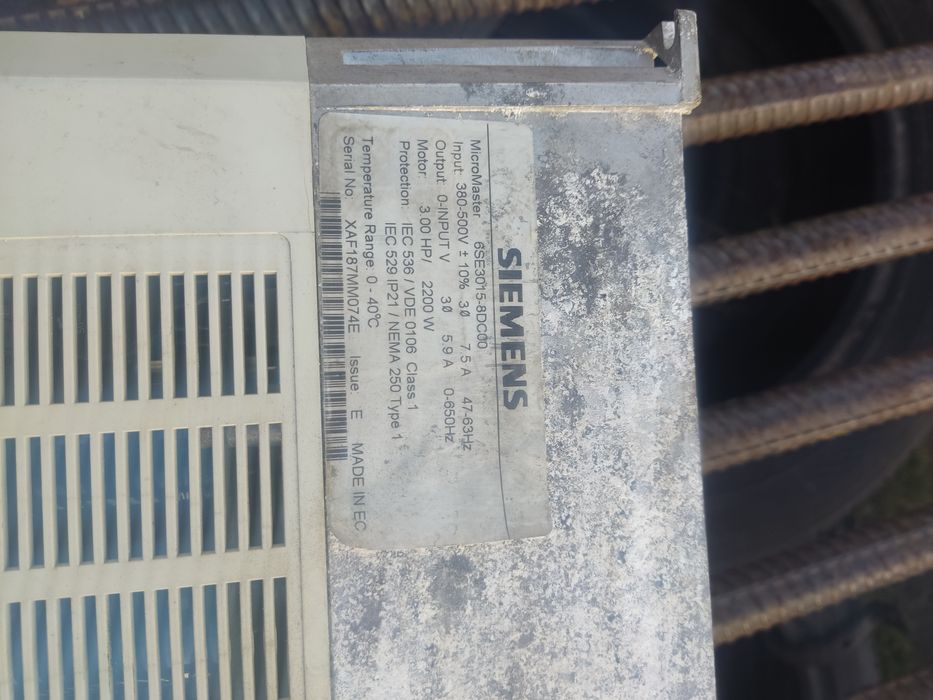 SIEMENS
MicroMaster 6SE3015-8DC00
Input: 380-500V ± 10% 3Ø 7.5 A 47-63Hz
Output: 0-INPUT V 3Ø 5.9 A 0-650Hz
Motor: 3.00 HP/ 2200 W
Protection: IEC 536 / VDE 0106 Class 1
IEC 529 IP21 / NEMA 250 Type 1
Temperature Range: 0 - 40°C
Serial No: XAF187MM074E Issue: E MADE IN EC